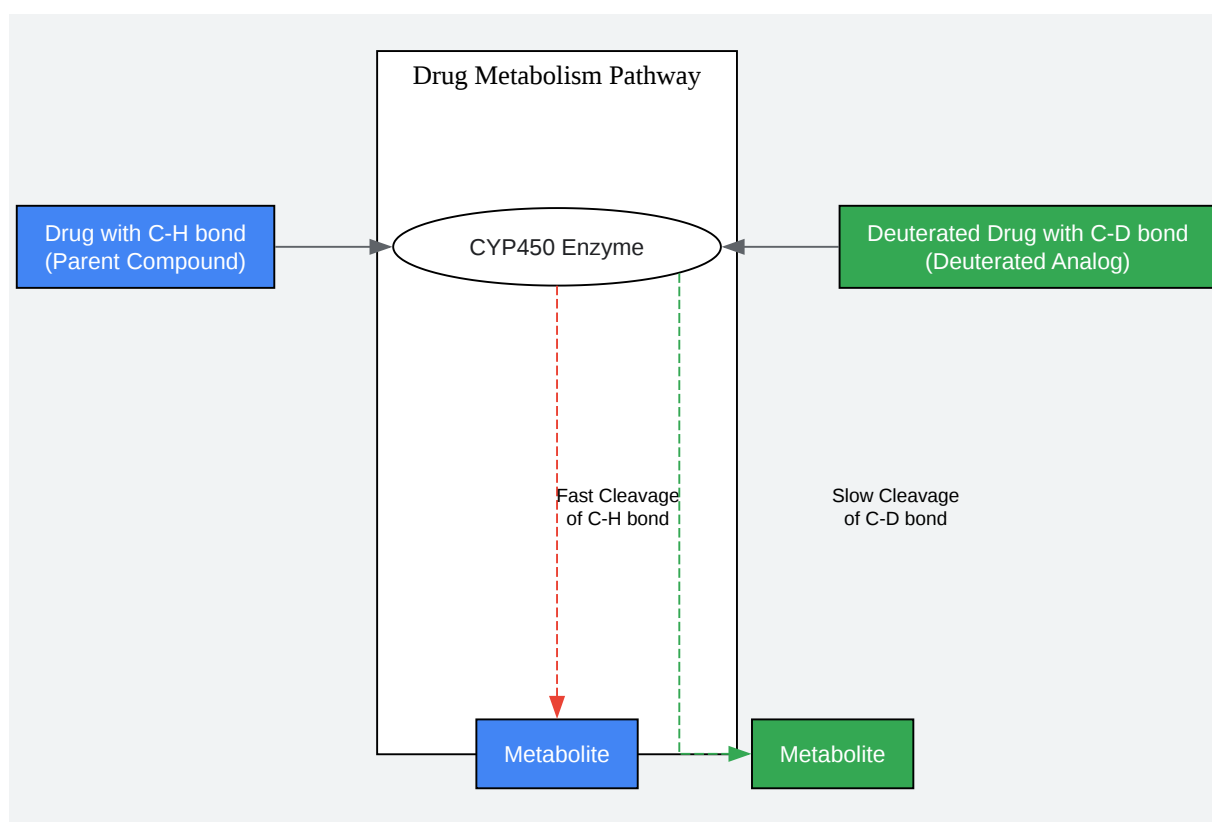 Drug Metabolism Pathway
Drug with C-H bond
(Parent Compound)
CYP450 Enzyme
Deuterated Drug with C-D bond
(Deuterated Analog)
Fast Cleavage
of C-H bond
Slow Cleavage
of C-D bond
Metabolite
Metabolite